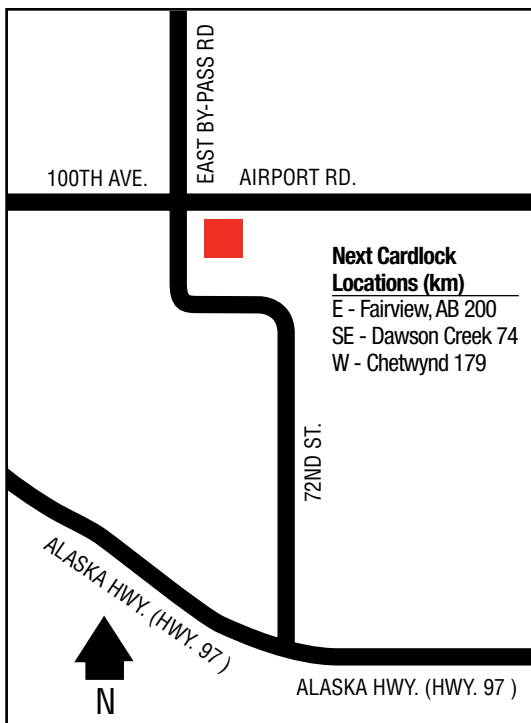 EAST BY-PASS RD
100TH AVE.
AIRPORT RD.
Next Cardlock
Locations (km)
E - Fairview, AB 200
SE - Dawson Creek 74
W - Chetwynd 179
72ND ST.
ALASKA HWY. (HWY. 97 )
N
ALASKA HWY. (HWY. 97 )